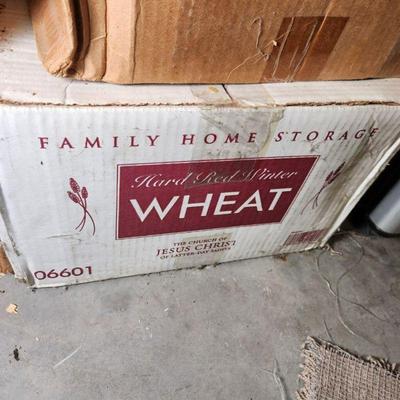 FAMILY HOME STORAGE
Hard Red Winter
WHEAT
THE CHURCH OF
JESUS CHRIST
OF LATTER-DAY SAINTS
06601